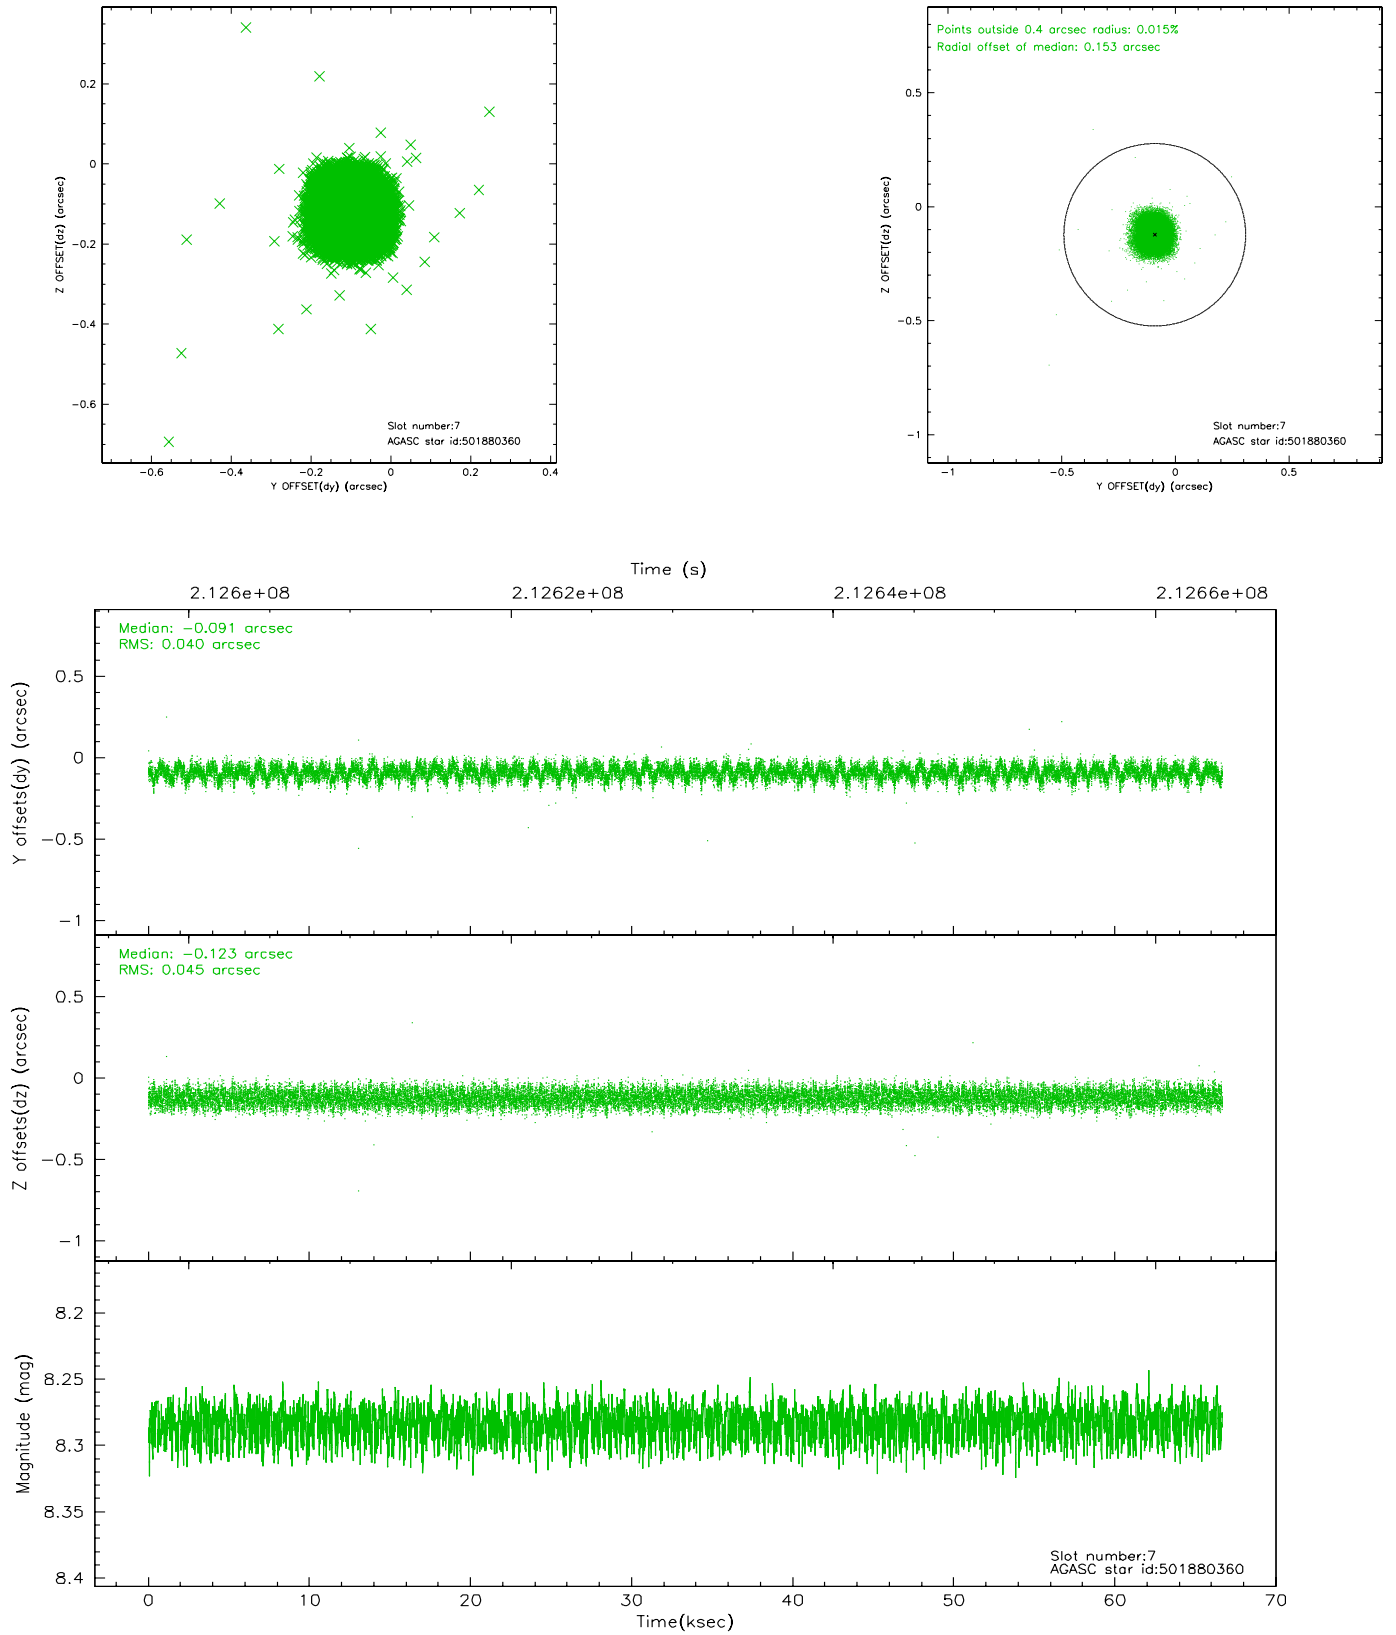 0.2
0
−0.2
−0.4
−0.6
Z OFFSET(dz) (arcsec)
Slot number:7
AGASC star id:501880360
−0.6 −0.4 −0.2 0 0.2 0.4
Y OFFSET(dy) (arcsec)
Points outside 0.4 arcsec radius: 0.015%
Radial offset of median: 0.153 arcsec
0.5
0
−0.5
−1
Z OFFSET(dz) (arcsec)
Slot number:7
AGASC star id:501880360
−1 −0.5 0 0.5
Y OFFSET(dy) (arcsec)
Time (s)
2.126e+08 2.1262e+08 2.1264e+08 2.1266e+08
Median: −0.091 arcsec
RMS: 0.040 arcsec
0.5
0
−0.5
−1
Y offsets(dy) (arcsec)
Median: −0.123 arcsec
RMS: 0.045 arcsec
0.5
0
−0.5
−1
Z offsets(dz) (arcsec)
8.2
8.25
8.3
8.35
8.4
Magnitude (mag)
Slot number:7
AGASC star id:501880360
0 10 20 30 40 50 60 70
Time(ksec)